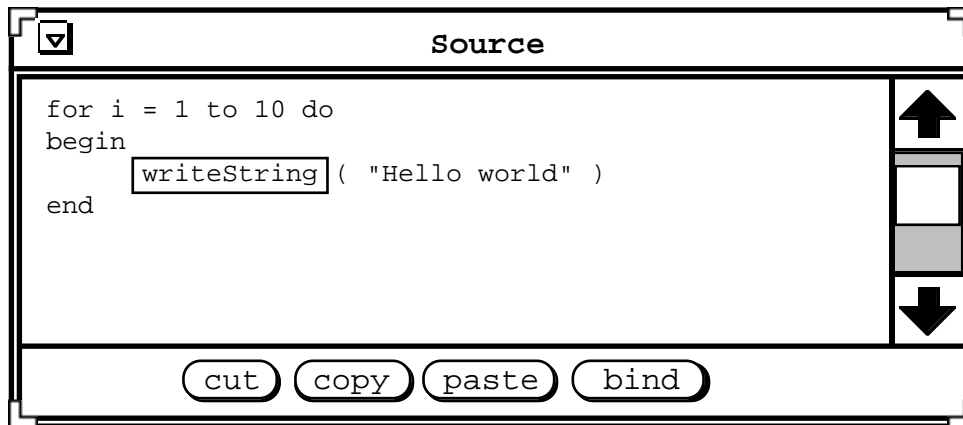 Source
for i = 1 to 10 do
begin
writeString ( "Hello world" )
end
cut copy paste bind